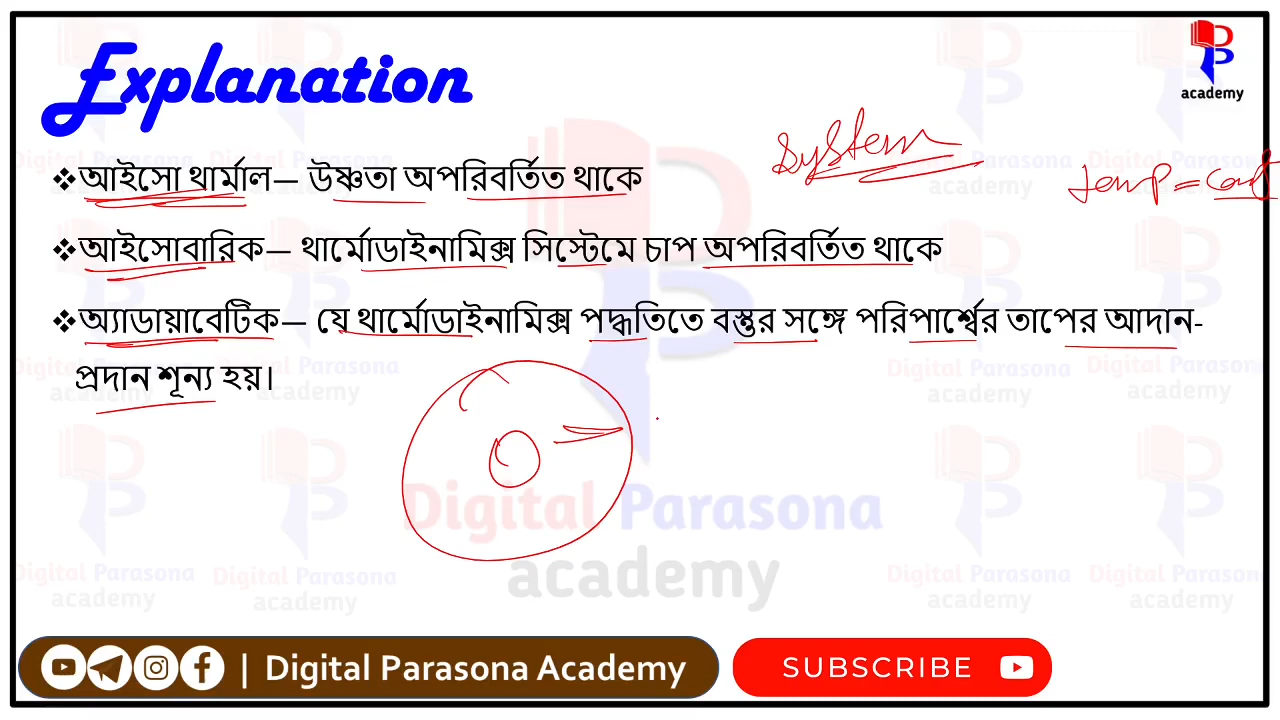 Explanation
academy
system
temp = const
❖আইসো থার্মাল— উষ্ণতা অপরিবর্তিত থাকে
❖আইসোবারিক— থার্মোডাইনামিক্স সিস্টেমে চাপ অপরিবর্তিত থাকে
❖অ্যাডায়াবেটিক— যে থার্মোডাইনামিক্স পদ্ধতিতে বস্তুর সঙ্গে পরিপার্শ্বের তাপের আদান-
প্রদান শূন্য হয়।
Digital Parasona
academy
| Digital Parasona Academy
SUBSCRIBE